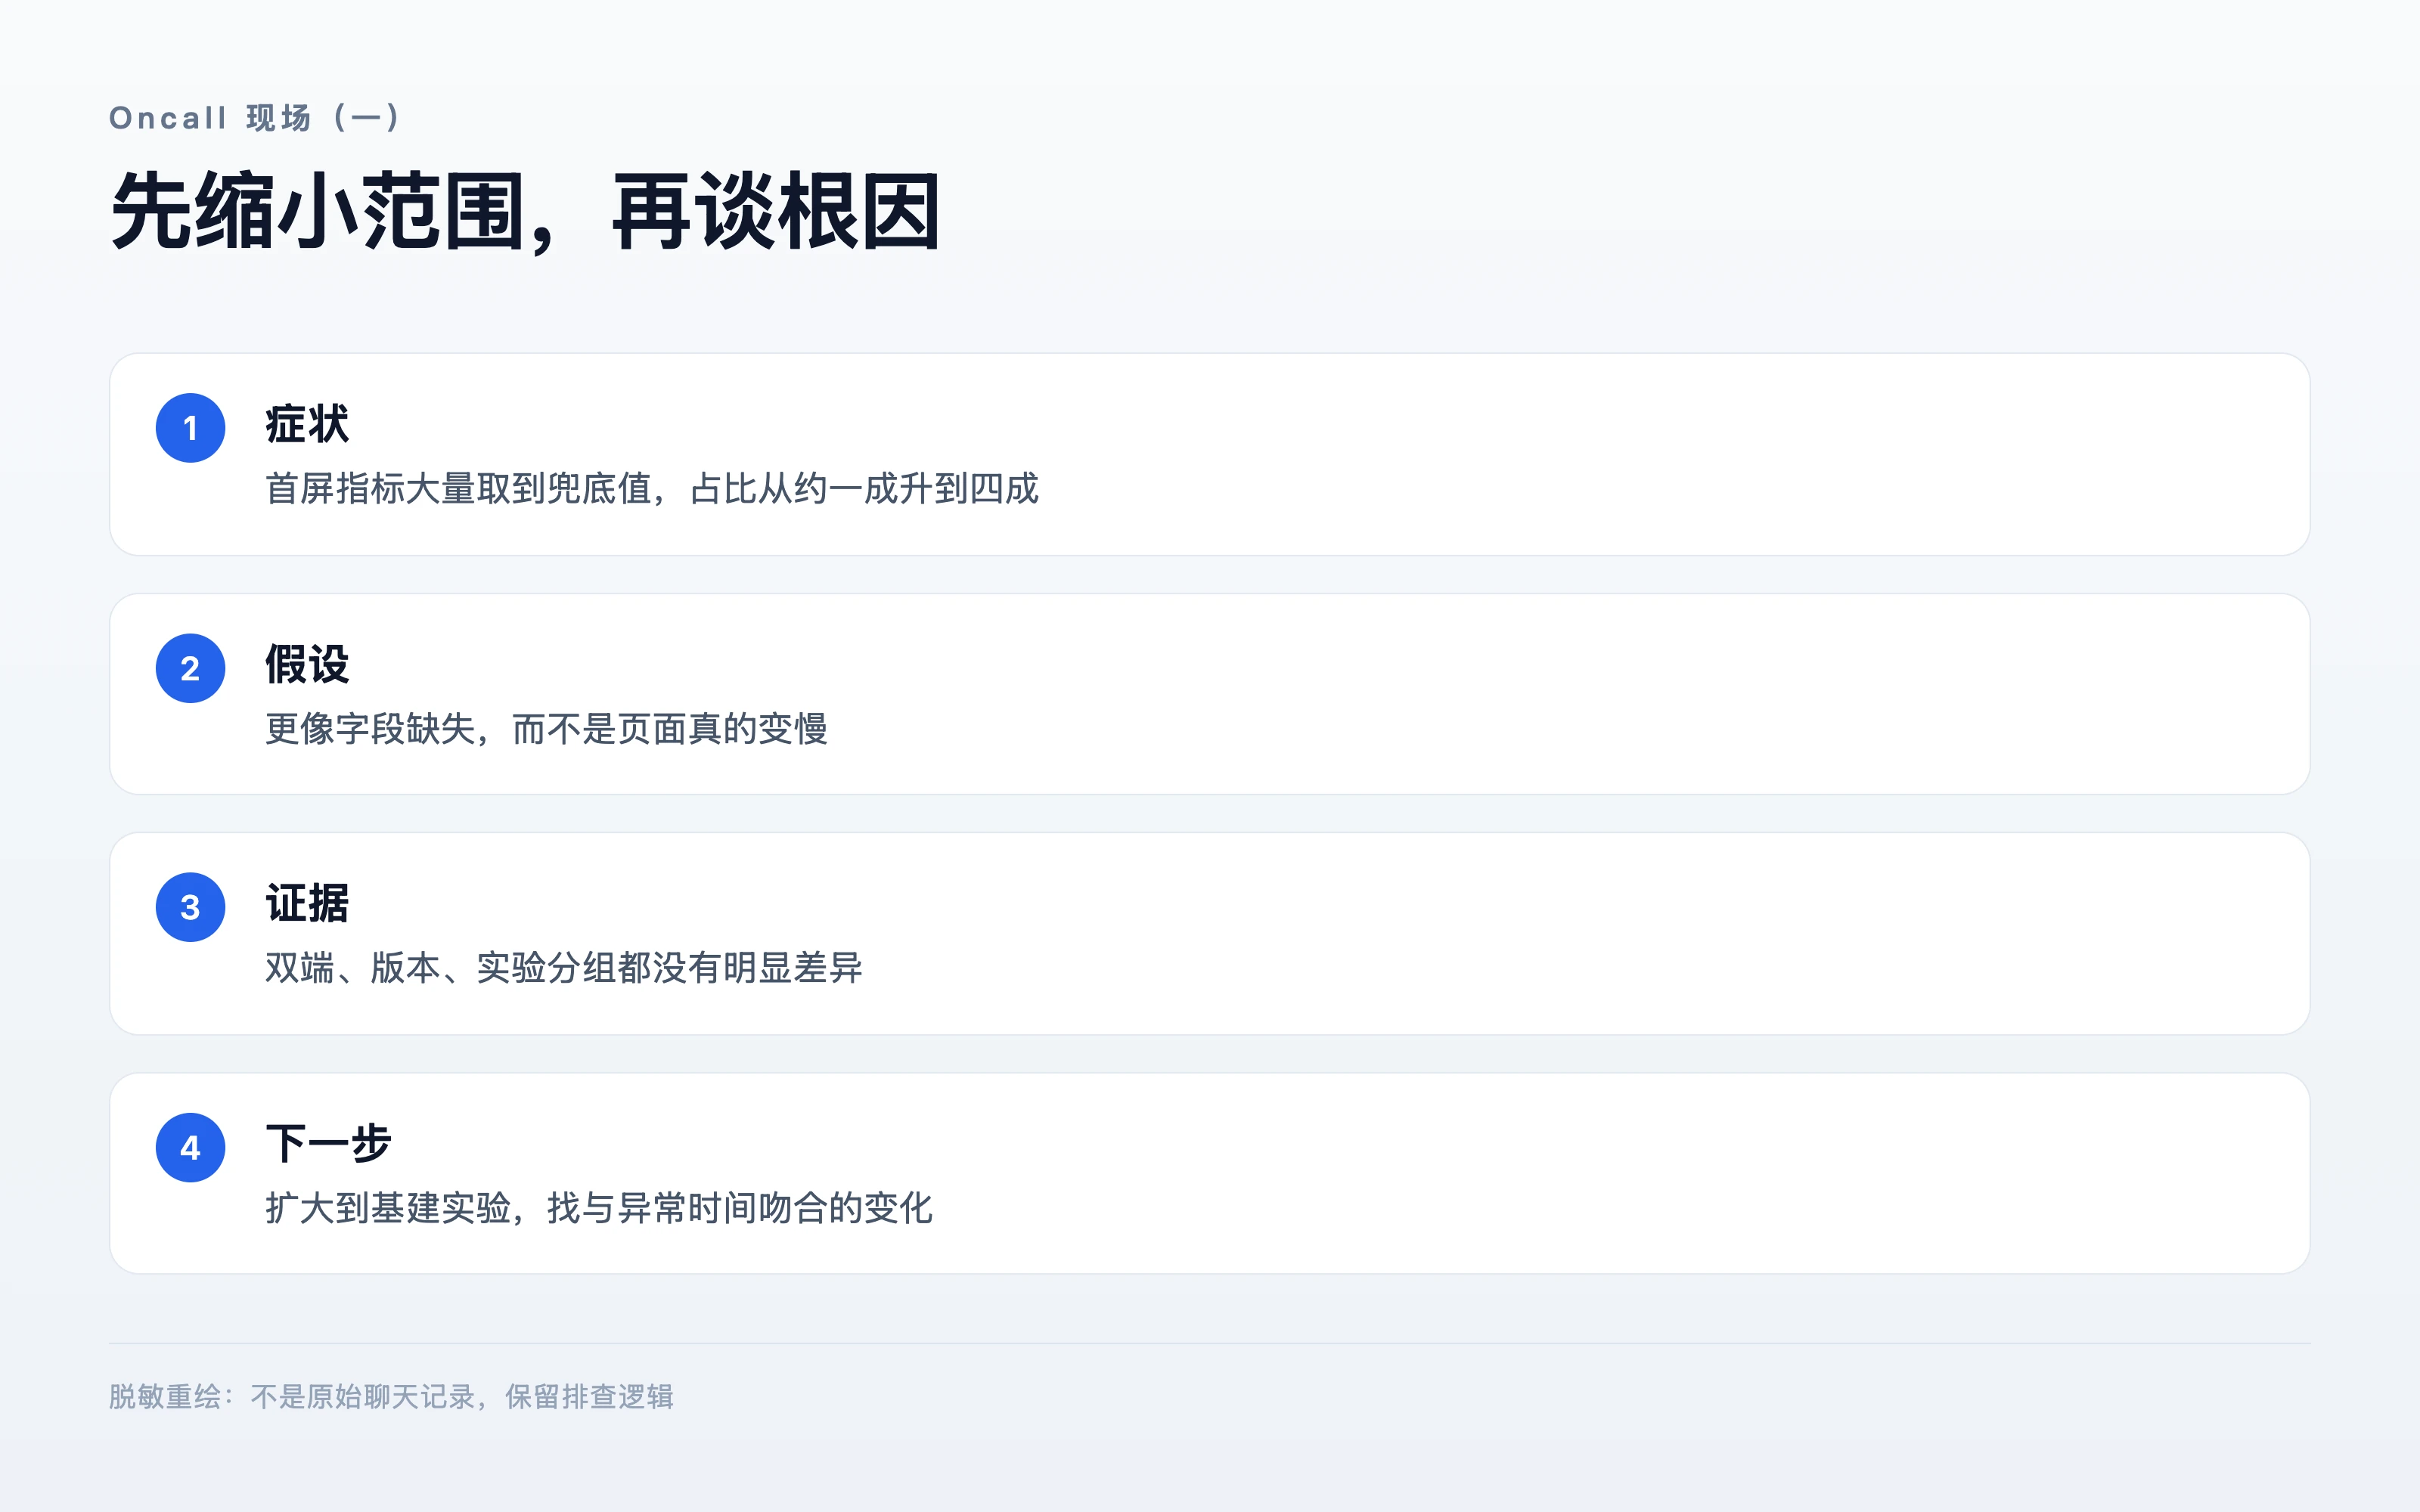 Oncall 现场（一）
先缩小范围，再谈根因
1
症状
首屏指标大量取到兜底值，占比从约一成升到四成
2
假设
更像字段缺失，而不是页面真的变慢
3
证据
双端、版本、实验分组都没有明显差异
4
下一步
扩大到基建实验，找与异常时间吻合的变化
脱敏重绘：不是原始聊天记录，保留排查逻辑